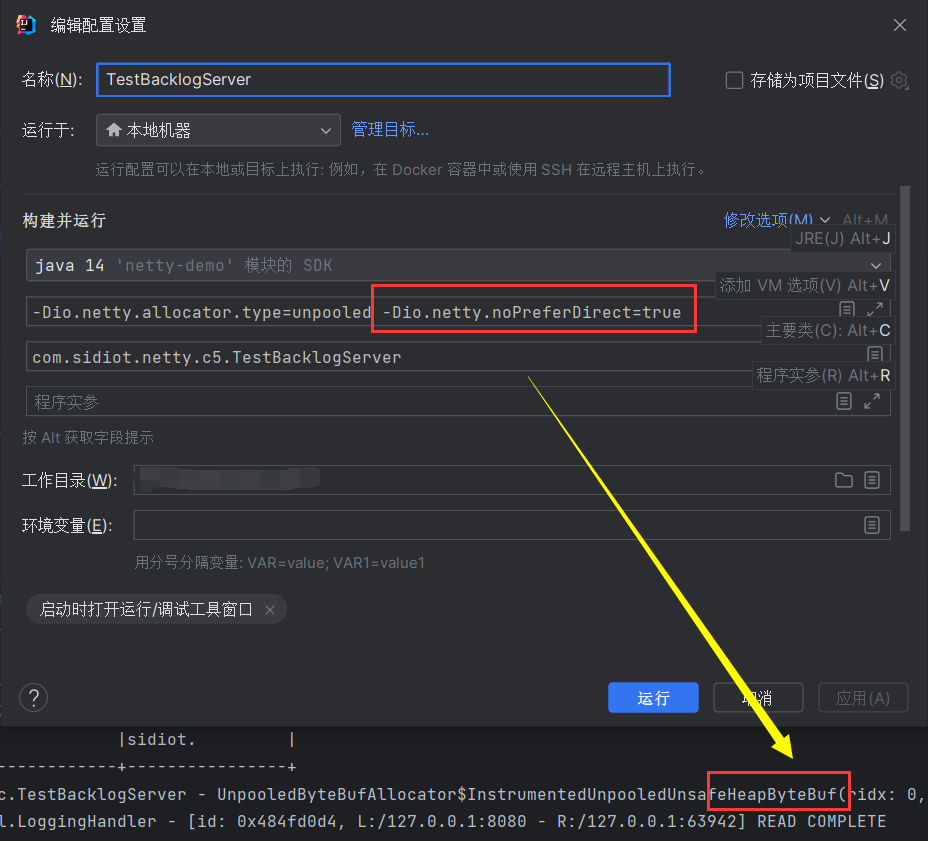 编辑配置设置
名称(N): TestBacklogServer 存储为项目文件(S)
运行于: 本地机器 管理目标...
运行配置可以在本地或目标上执行: 例如，在 Docker 容器中或使用 SSH 在远程主机上执行。
构建并运行 修改选项(M) Alt+M
JRE(J) Alt+J
java 14 'netty-demo' 模块的 SDK
添加 VM 选项(V) Alt+V
-Dio.netty.allocator.type=unpooled -Dio.netty.noPreferDirect=true
主要类(C): Alt+C
com.sidiot.netty.c5.TestBacklogServer
程序实参(R) Alt+R
程序实参
按 Alt 获取字段提示
工作目录(W):
环境变量(E):
用分号分隔变量: VAR=value; VAR1=value1
启动时打开运行/调试工具窗口 ×
? 运行 取消 应用(A)
|sidiot. |
------------+----------------+
c.TestBacklogServer - UnpooledByteBufAllocator$InstrumentedUnpooledUnsafeHeapByteBuf(ridx: 0,
l.LoggingHandler - [id: 0x484fd0d4, L:/127.0.0.1:8080 - R:/127.0.0.1:63942] READ COMPLETE